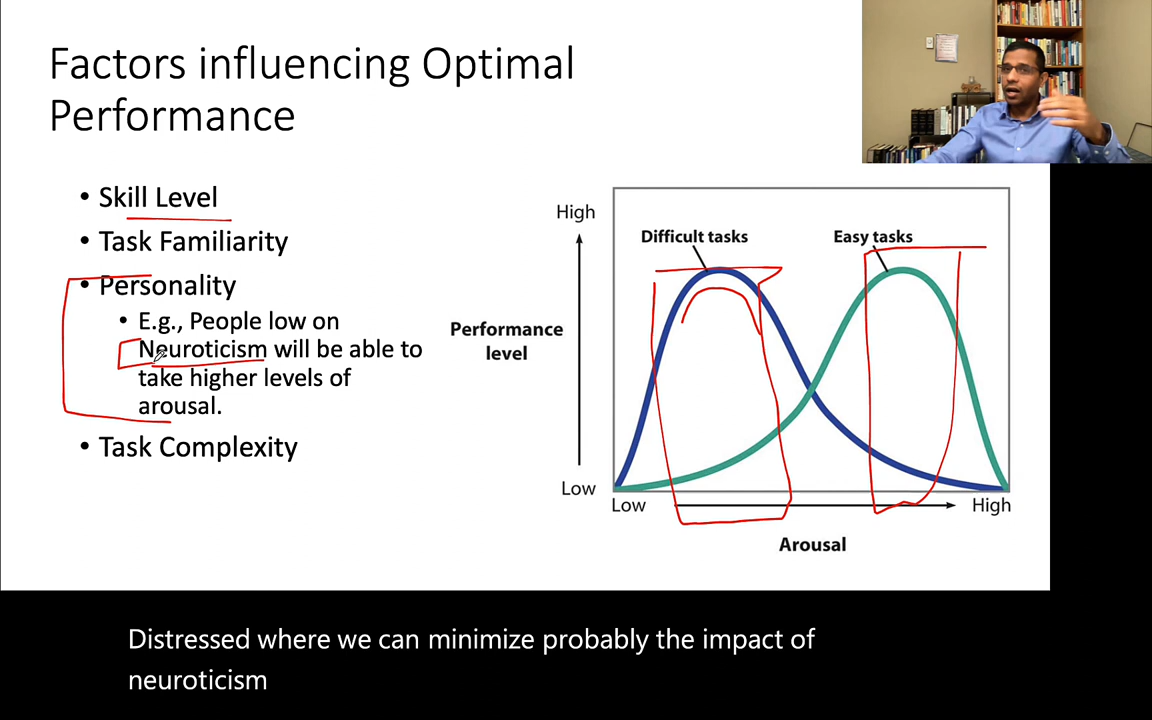 Factors influencing Optimal
Performance
• Skill Level
• Task Familiarity
• Personality
• E.g., People low on
Neuroticism will be able to
take higher levels of
arousal.
• Task Complexity
High
Difficult tasks
Easy tasks
Performance
level
Low
Low
High
Arousal
Distressed where we can minimize probably the impact of
neuroticism